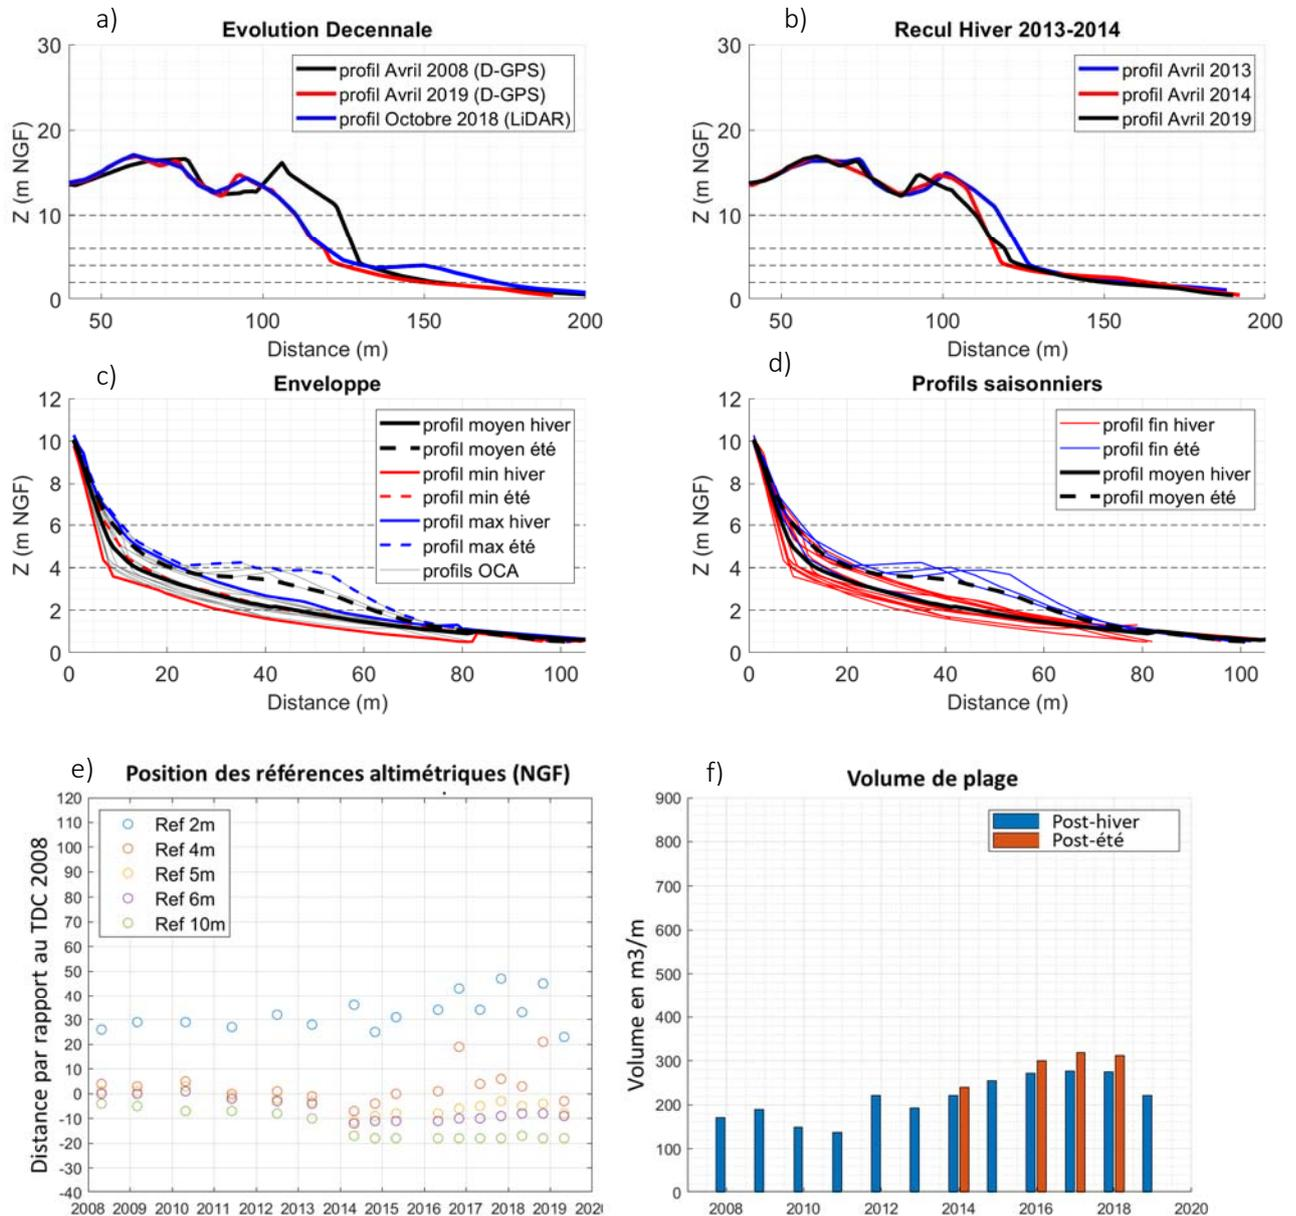 a)
Evolution Decennale
30
20
10
0
Z (m NGF)
profil Avril 2008 (D-GPS)
profil Avril 2019 (D-GPS)
profil Octobre 2018 (LiDAR)
50 100 150 200
Distance (m)
b)
Recul Hiver 2013-2014
30
20
10
0
Z (m NGF)
profil Avril 2013
profil Avril 2014
profil Avril 2019
50 100 150 200
Distance (m)
c)
Enveloppe
12
10
8
6
4
2
0
Z (m NGF)
profil moyen hiver
profil moyen été
profil min hiver
profil min été
profil max hiver
profil max été
profils OCA
0 20 40 60 80 100
Distance (m)
d)
Profils saisonniers
12
10
8
6
4
2
0
Z (m NGF)
profil fin hiver
profil fin été
profil moyen hiver
profil moyen été
0 20 40 60 80 100
Distance (m)
e)
Position des références altimétriques (NGF)
120
110
100
90
80
70
60
50
40
30
20
10
0
-10
-20
-30
-40
Distance par rapport au TDC 2008
Ref 2m
Ref 4m
Ref 5m
Ref 6m
Ref 10m
2008 2009 2010 2011 2012 2013 2014 2015 2016 2017 2018 2019
f)
Volume de plage
900
800
700
600
500
400
300
200
100
0
Volume en m3/m
Post-hiver
Post-été
2008 2010 2012 2014 2016 2018 2020